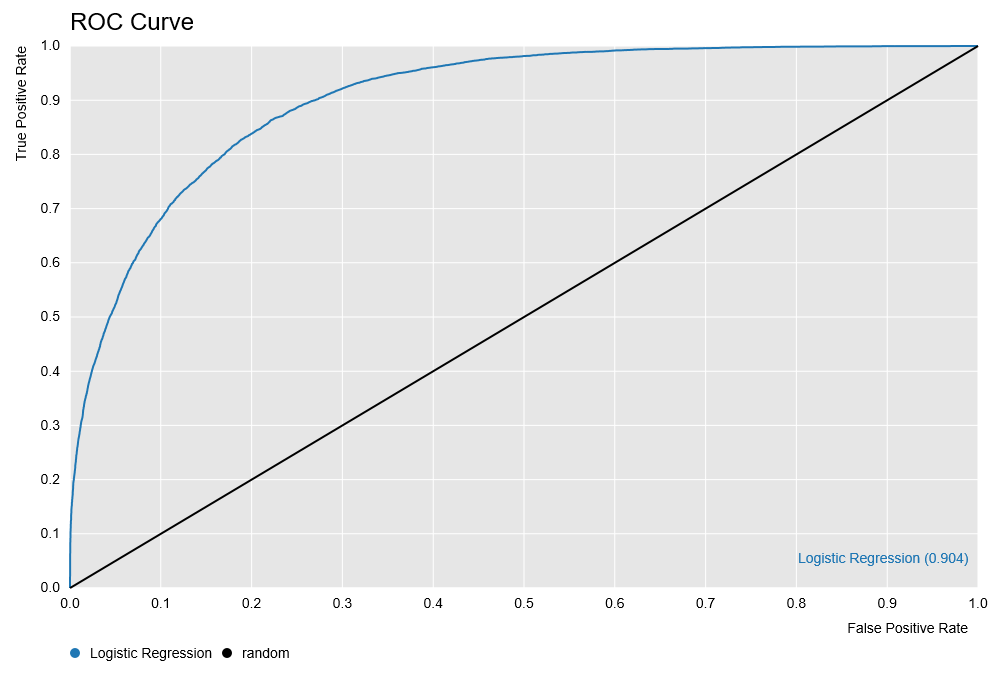 ROC Curve
True Positive Rate
1.0
0.9
0.8
0.7
0.6
0.5
0.4
0.3
0.2
0.1
0.0
Logistic Regression (0.904)
0.0 0.1 0.2 0.3 0.4 0.5 0.6 0.7 0.8 0.9 1.0
False Positive Rate
Logistic Regression random